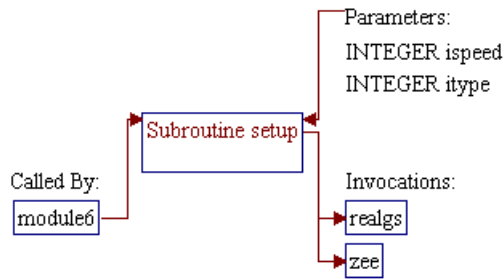 Parameters:
INTEGER ispeed
INTEGER itype
Subroutine setup
Called By:
module6
Invocations:
realgs
zee